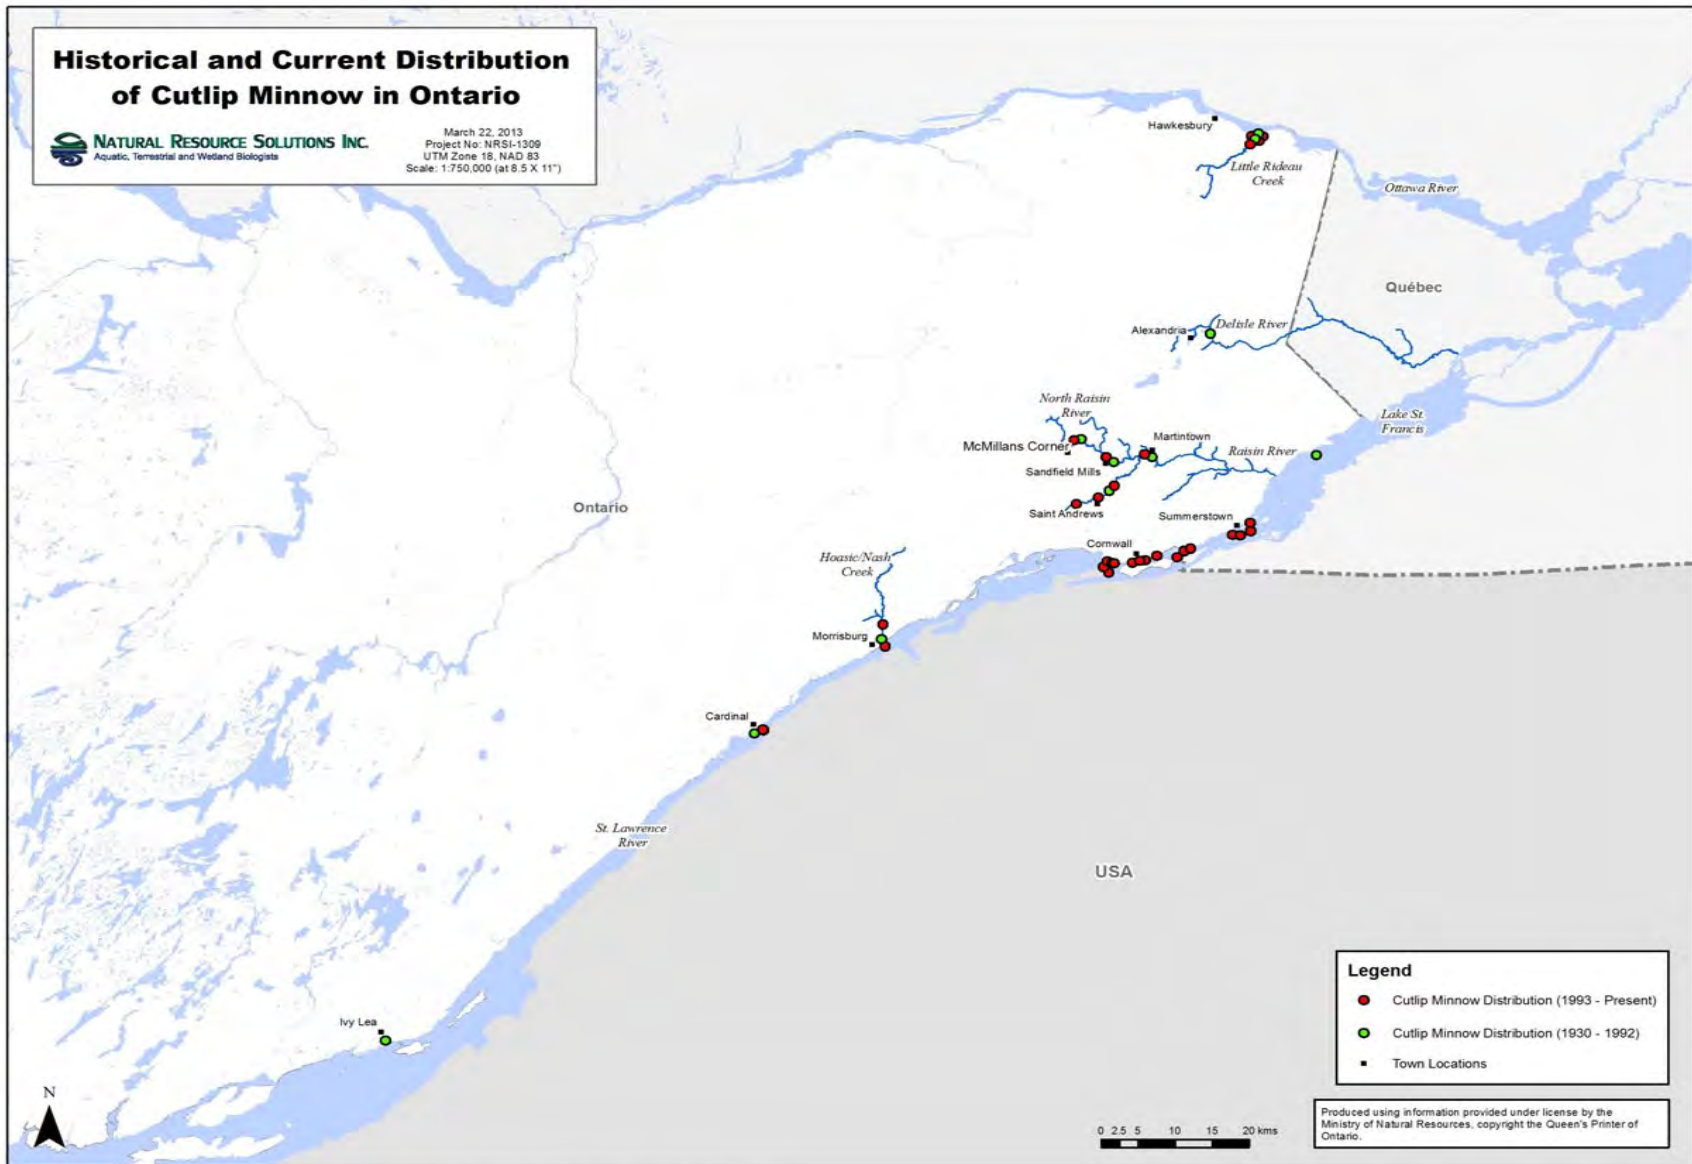 Historical and Current Distribution
of Cutlip Minnow in Ontario
NATURAL RESOURCE SOLUTIONS INC.
Aquatic, Terrestrial and Wetland Biologists
March 22, 2013
Project No: NRSI-1309
UTM Zone 18, NAD 83
Scale: 1:750,000 (at 8.5 X 11")
Hawkesbury
Little Rideau
Creek
Ottawa River
Québec
Alexandria
Delisle River
North Raisin
River
Lake St.
Francis
McMillans Corner
Martintown
Raisin River
Sandfield Mills
Ontario
Saint Andrews
Summerstown
Cornwall
Hoasic/Nash
Creek
Morrisburg
Cardinal
St. Lawrence
River
USA
Ivy Lea
N
Legend
Cutlip Minnow Distribution (1993 - Present)
Cutlip Minnow Distribution (1930 - 1992)
Town Locations
0 2.5 5 10 15 20 kms
Produced using information provided under license by the
Ministry of Natural Resources, copyright the Queen's Printer of
Ontario.